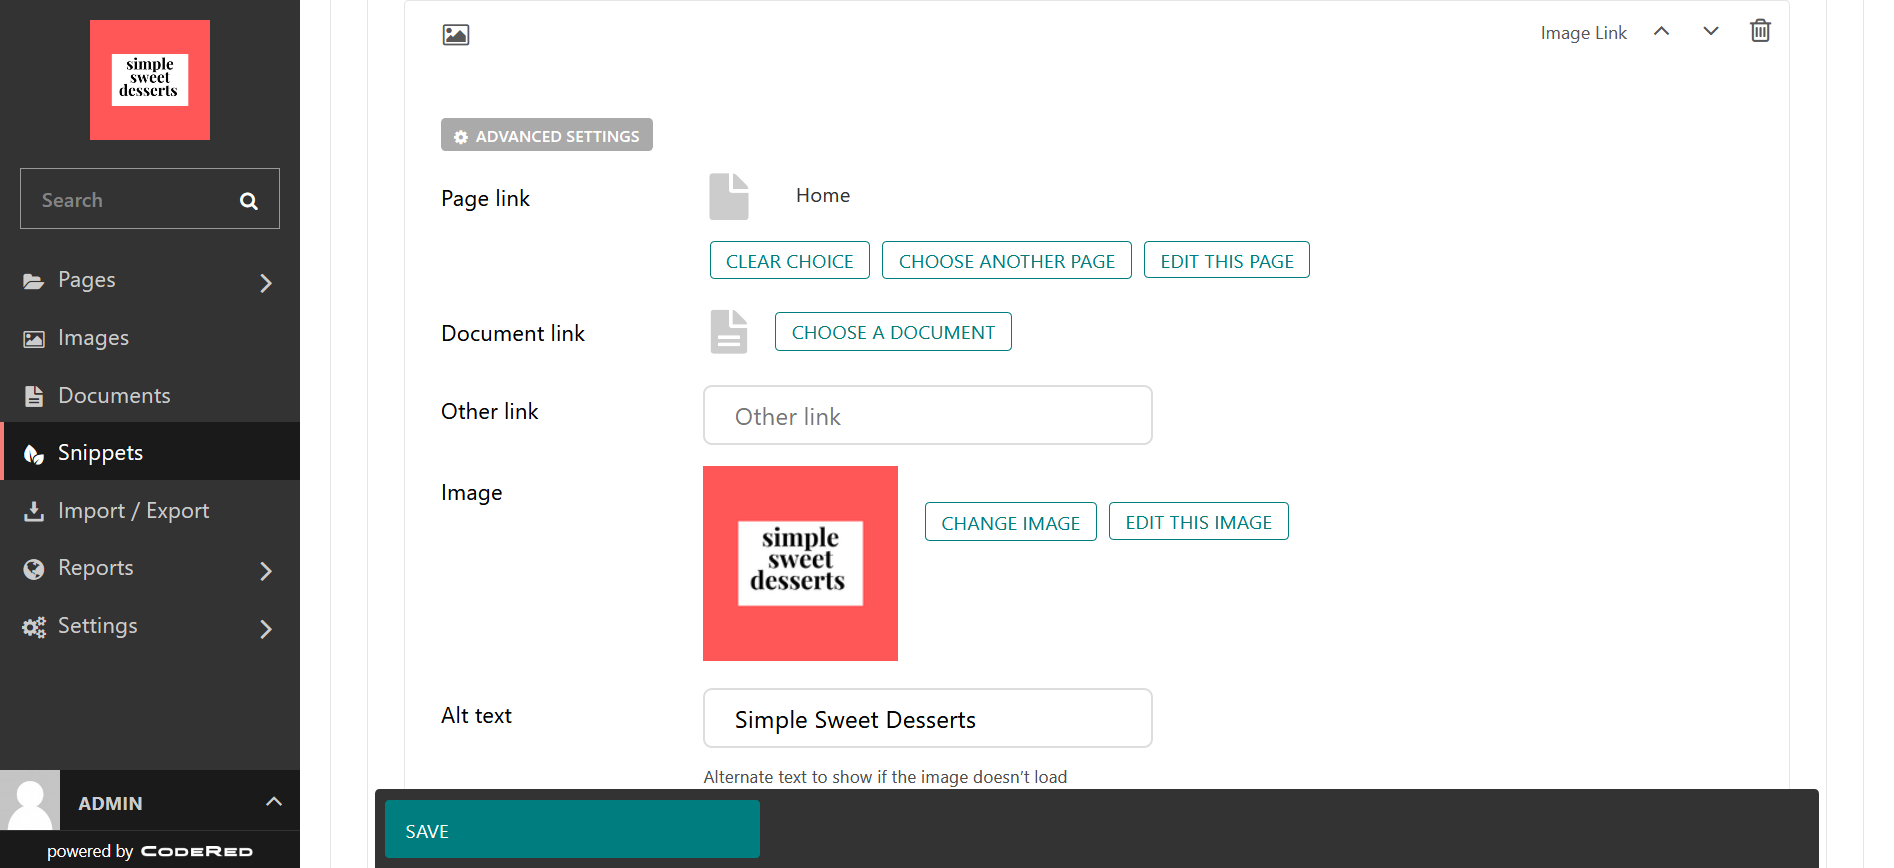 simple
sweet
desserts
Search
Pages
Images
Documents
Snippets
Import / Export
Reports
Settings
ADMIN
powered by CODERED
Image Link
ADVANCED SETTINGS
Page link
Home
CLEAR CHOICE
CHOOSE ANOTHER PAGE
EDIT THIS PAGE
Document link
CHOOSE A DOCUMENT
Other link
Other link
Image
simple
sweet
desserts
CHANGE IMAGE
EDIT THIS IMAGE
Alt text
Simple Sweet Desserts
Alternate text to show if the image doesn’t load
SAVE